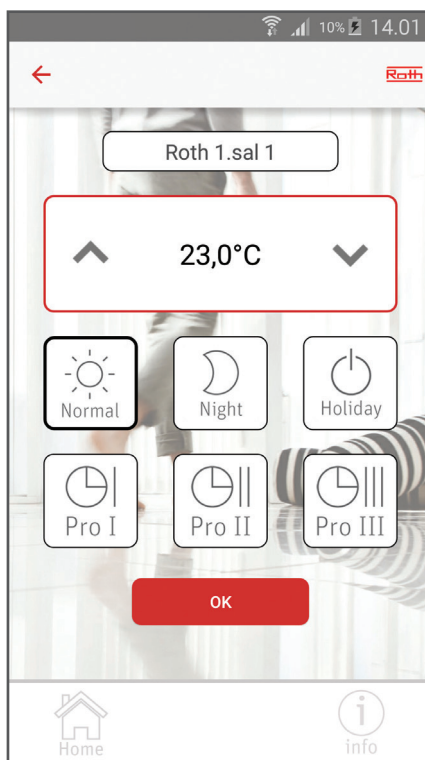 10% 14.01
Roth
Roth 1.sal 1
23,0°C
Normal Night Holiday
Pro I Pro II Pro III
OK
Home info